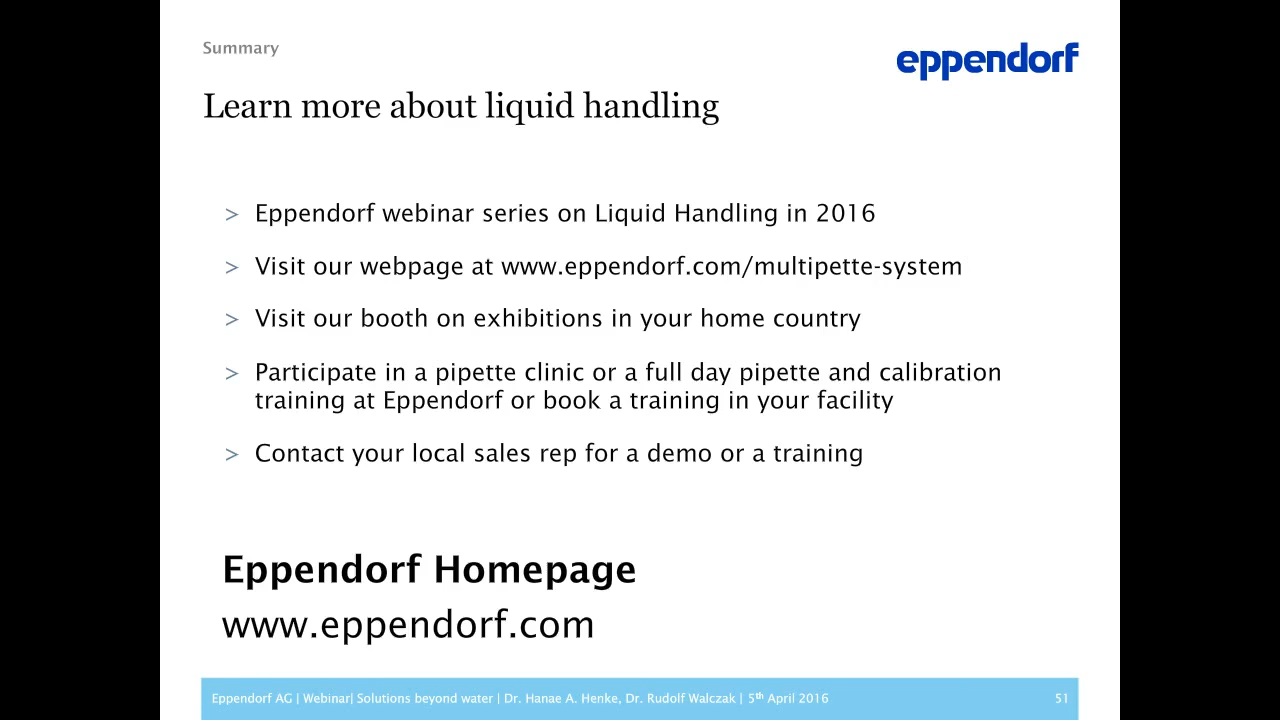 Summary
eppendorf
Learn more about liquid handling
> Eppendorf webinar series on Liquid Handling in 2016
> Visit our webpage at www.eppendorf.com/multipette-system
> Visit our booth on exhibitions in your home country
> Participate in a pipette clinic or a full day pipette and calibration
training at Eppendorf or book a training in your facility
> Contact your local sales rep for a demo or a training
Eppendorf Homepage
www.eppendorf.com
Eppendorf AG | Webinar| Solutions beyond water | Dr. Hanae A. Henke, Dr. Rudolf Walczak | 5th April 2016 51